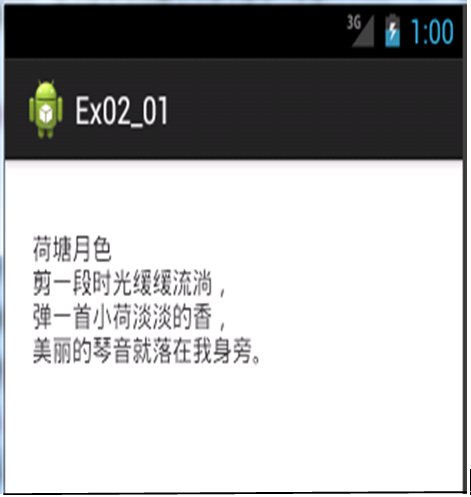 3G 1:00
Ex02_01
荷塘月色
剪一段时光缓缓流淌，
弹一首小荷淡淡的香，
美丽的琴音就落在我身旁。